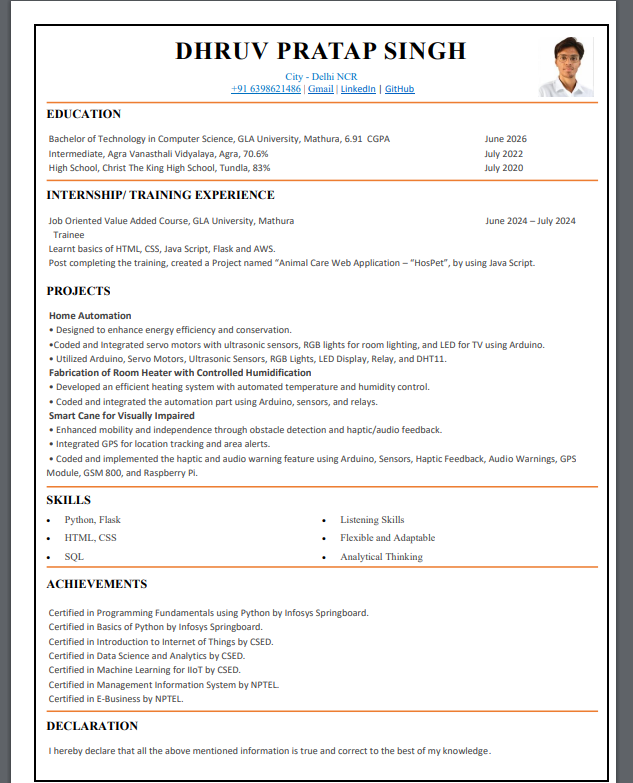 DHRUV PRATAP SINGH
City - Delhi NCR
+91 6398621486 | Gmail | LinkedIn | GitHub
EDUCATION
Bachelor of Technology in Computer Science, GLA University, Mathura, 6.91 CGPA June 2026
Intermediate, Agra Vanasthali Vidyalaya, Agra, 70.6% July 2022
High School, Christ The King High School, Tundla, 83% July 2020
INTERNSHIP/ TRAINING EXPERIENCE
Job Oriented Value Added Course, GLA University, Mathura June 2024 – July 2024
Trainee
Learnt basics of HTML, CSS, Java Script, Flask and AWS.
Post completing the training, created a Project named “Animal Care Web Application – “HosPet”, by using Java Script.
PROJECTS
Home Automation
• Designed to enhance energy efficiency and conservation.
•Coded and Integrated servo motors with ultrasonic sensors, RGB lights for room lighting, and LED for TV using Arduino.
• Utilized Arduino, Servo Motors, Ultrasonic Sensors, RGB Lights, LED Display, Relay, and DHT11.
Fabrication of Room Heater with Controlled Humidification
• Developed an efficient heating system with automated temperature and humidity control.
• Coded and integrated the automation part using Arduino, sensors, and relays.
Smart Cane for Visually Impaired
• Enhanced mobility and independence through obstacle detection and haptic/audio feedback.
• Integrated GPS for location tracking and area alerts.
• Coded and implemented the haptic and audio warning feature using Arduino, Sensors, Haptic Feedback, Audio Warnings, GPS
Module, GSM 800, and Raspberry Pi.
SKILLS
• Python, Flask
• HTML, CSS
• SQL
• Listening Skills
• Flexible and Adaptable
• Analytical Thinking
ACHIEVEMENTS
Certified in Programming Fundamentals using Python by Infosys Springboard.
Certified in Basics of Python by Infosys Springboard.
Certified in Introduction to Internet of Things by CSED.
Certified in Data Science and Analytics by CSED.
Certified in Machine Learning for IIoT by CSED.
Certified in Management Information System by NPTEL.
Certified in E-Business by NPTEL.
DECLARATION
I hereby declare that all the above mentioned information is true and correct to the best of my knowledge.